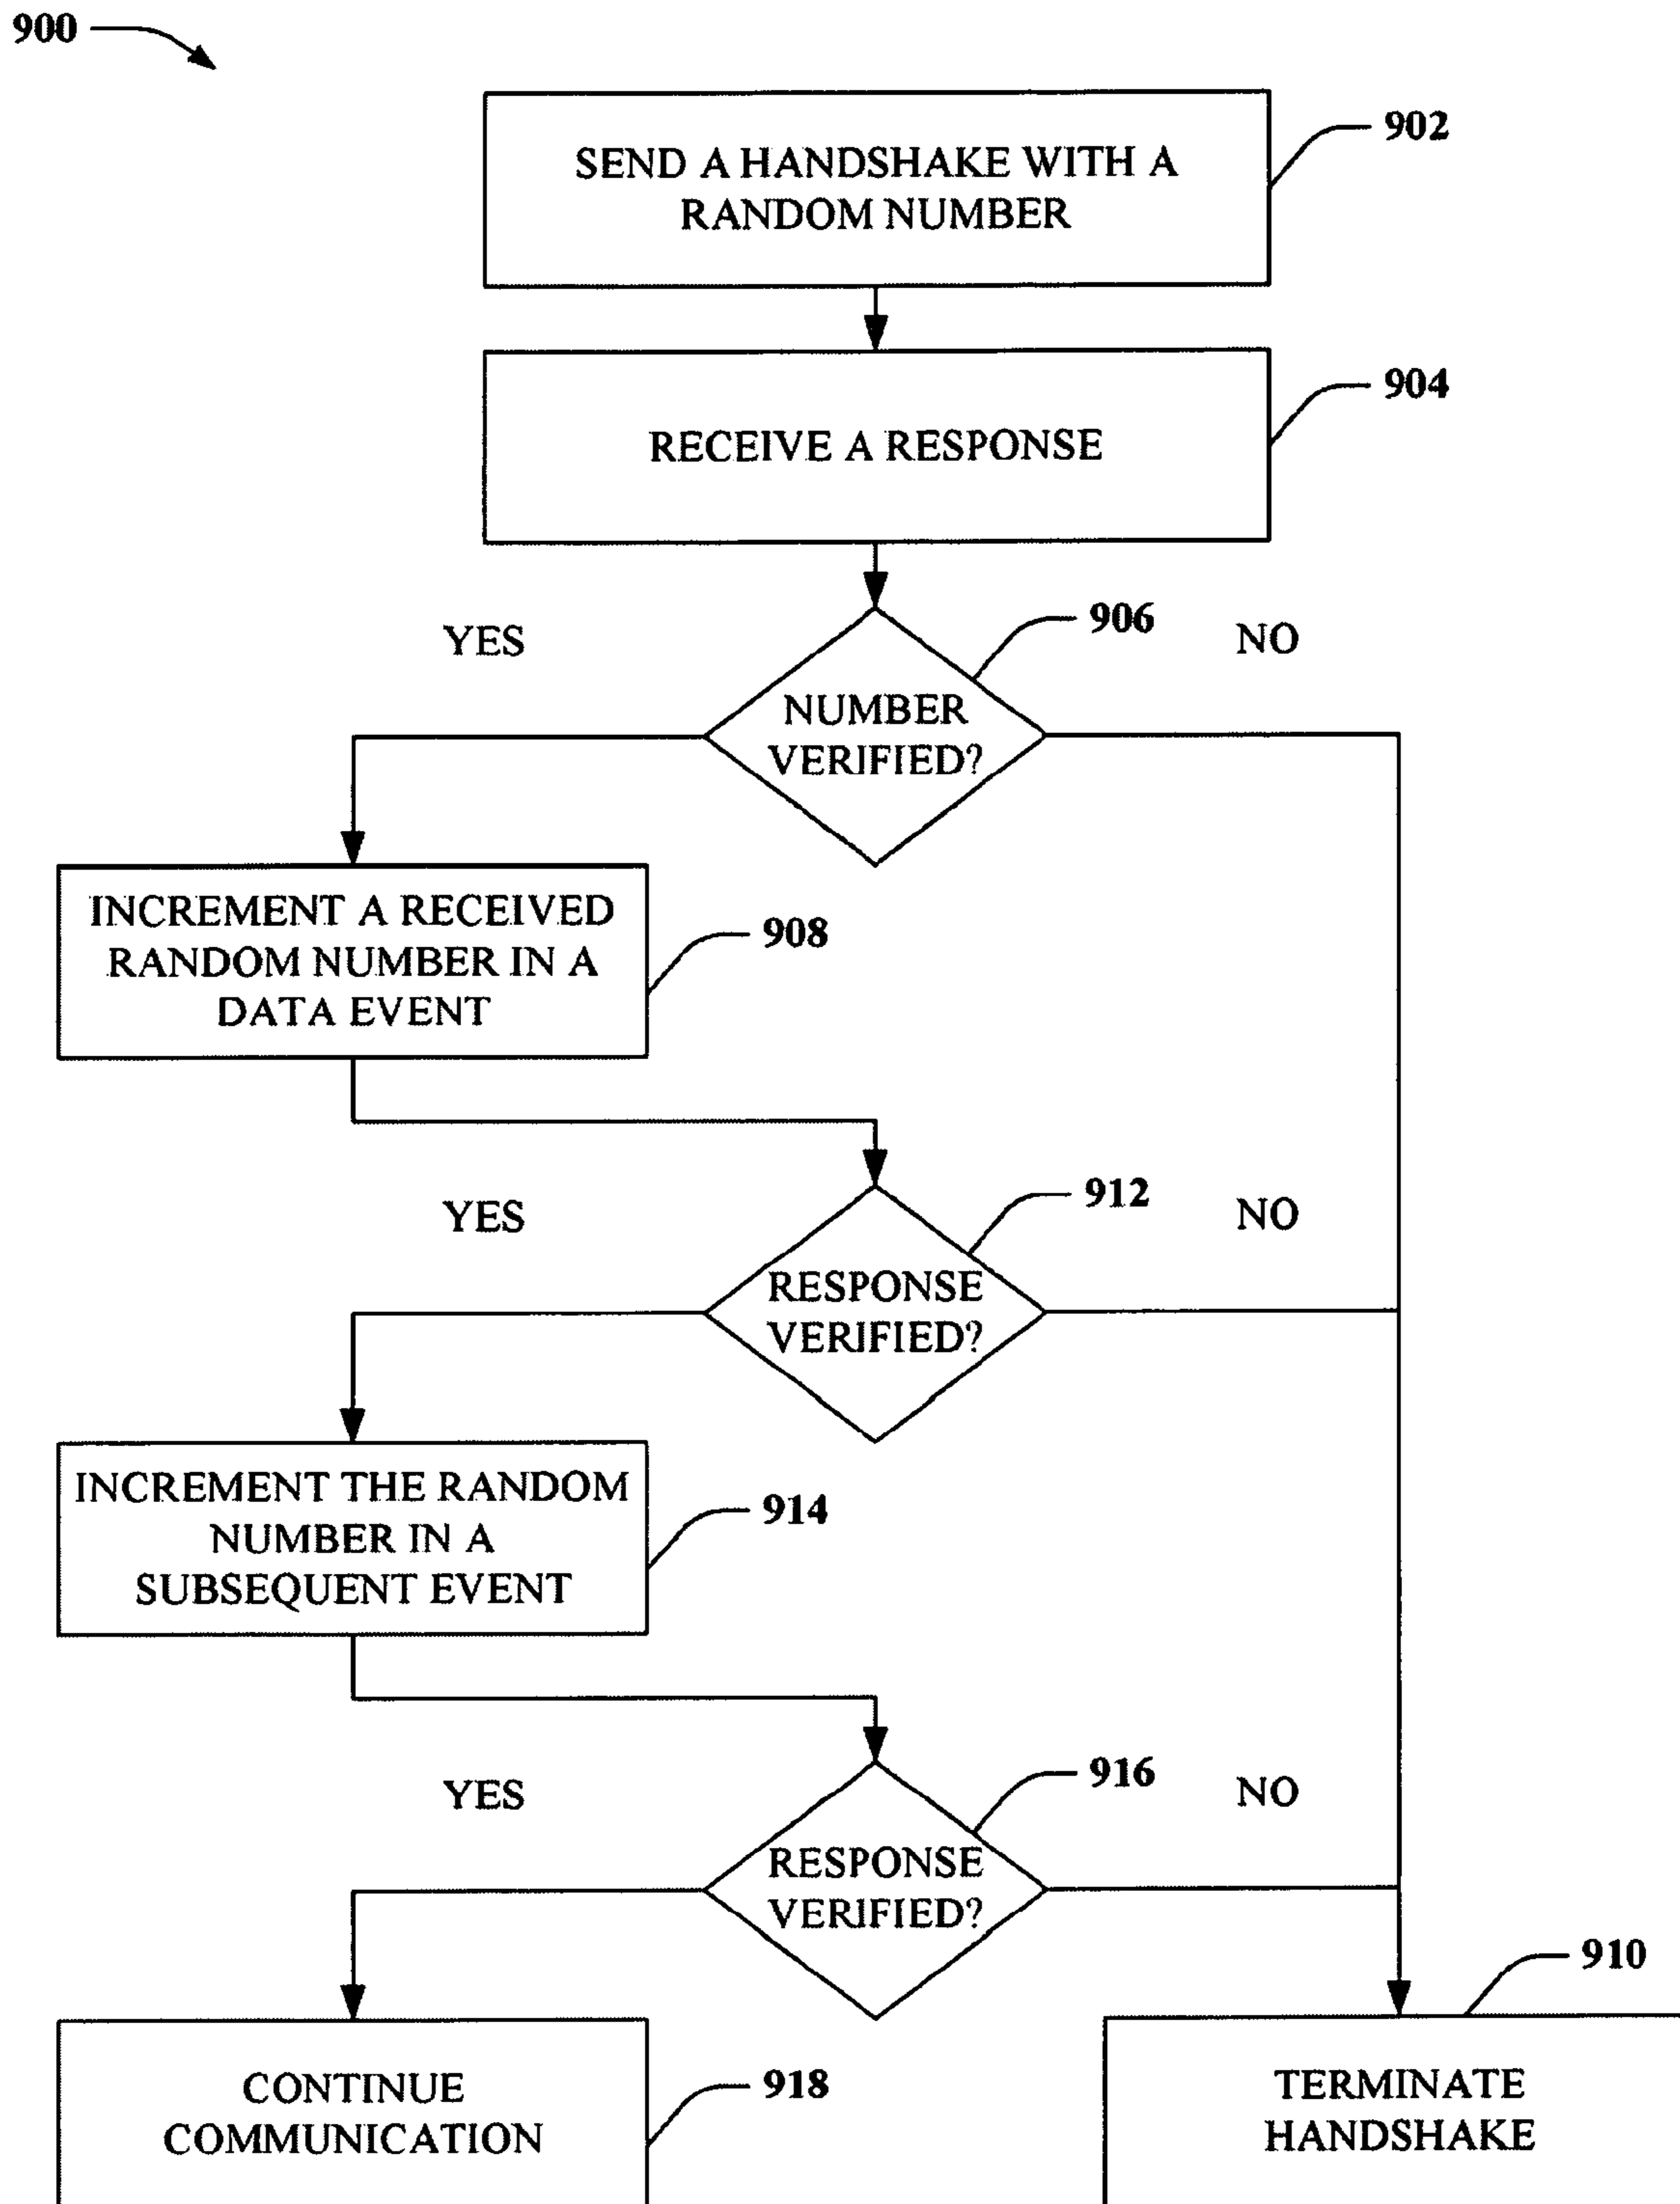 900
902
SEND A HANDSHAKE WITH A
RANDOM NUMBER
904
RECEIVE A RESPONSE
906
YES
NO
NUMBER
VERIFIED?
INCREMENT A RECEIVED
RANDOM NUMBER IN A
DATA EVENT
908
912
YES
NO
RESPONSE
VERIFIED?
INCREMENT THE RANDOM
NUMBER IN A
SUBSEQUENT EVENT
914
916
YES
NO
RESPONSE
VERIFIED?
910
CONTINUE
COMMUNICATION
918
TERMINATE
HANDSHAKE